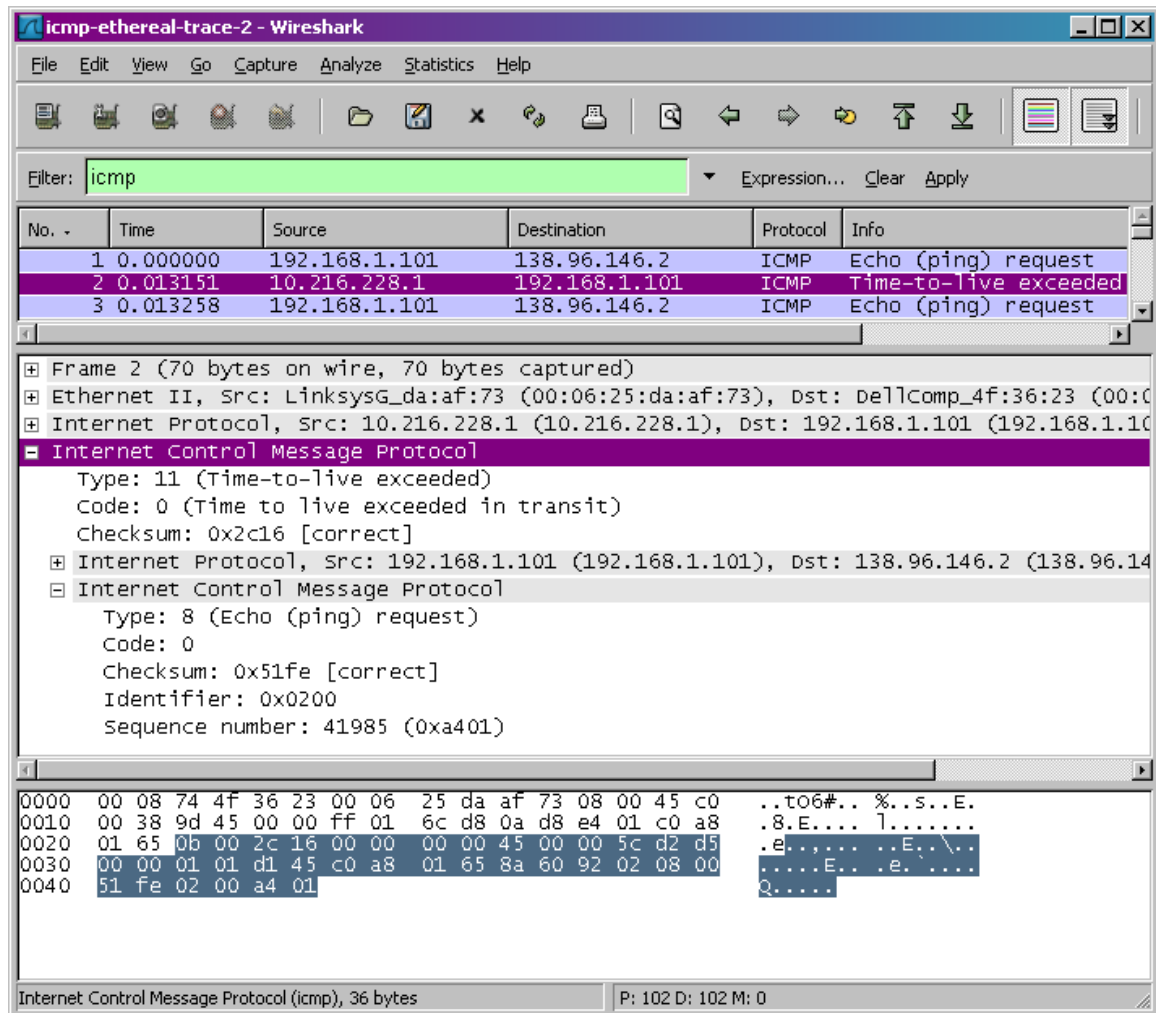 icmp-ethereal-trace-2 - Wireshark
File Edit View Go Capture Analyze Statistics Help
Filter: icmp Expression... Clear Apply
No. Time Source Destination Protocol Info
1 0.000000 192.168.1.101 138.96.146.2 ICMP Echo (ping) request
2 0.013151 10.216.228.1 192.168.1.101 ICMP Time-to-live exceeded
3 0.013258 192.168.1.101 138.96.146.2 ICMP Echo (ping) request
Frame 2 (70 bytes on wire, 70 bytes captured)
Ethernet II, Src: LinksysG_da:af:73 (00:06:25:da:af:73), Dst: DellComp_4f:36:23 (00:0
Internet Protocol, Src: 10.216.228.1 (10.216.228.1), Dst: 192.168.1.101 (192.168.1.10
Internet Control Message Protocol
Type: 11 (Time-to-live exceeded)
Code: 0 (Time to live exceeded in transit)
Checksum: 0x2c16 [correct]
Internet Protocol, Src: 192.168.1.101 (192.168.1.101), Dst: 138.96.146.2 (138.96.14
Internet Control Message Protocol
Type: 8 (Echo (ping) request)
Code: 0
Checksum: 0x51fe [correct]
Identifier: 0x0200
Sequence number: 41985 (0xa401)
0000 00 08 74 4f 36 23 00 06 25 da af 73 08 00 45 c0 ..tO6#.. %..s..E.
0010 00 38 9d 45 00 00 ff 01 6c d8 0a d8 e4 01 c0 a8 .8.E.... l.......
0020 01 65 0b 00 2c 16 00 00 00 00 45 00 00 5c d2 d5 .e..,... ..E..\..
0030 00 00 01 01 d1 45 c0 a8 01 65 8a 60 92 02 08 00 .....E.. .e.`....
0040 51 fe 02 00 a4 01 Q.....
Internet Control Message Protocol (icmp), 36 bytes P: 102 D: 102 M: 0